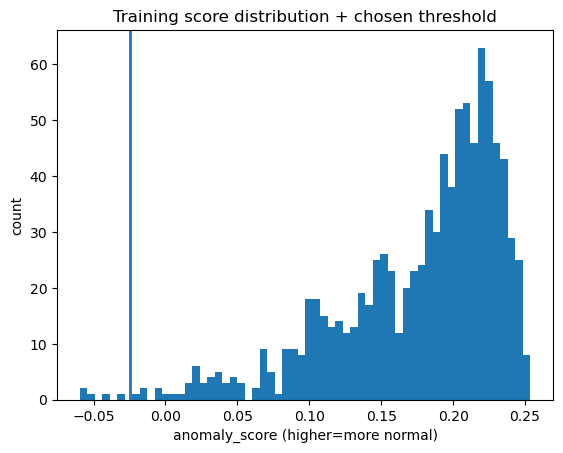 Training score distribution + chosen threshold
60
50
40
30
20
10
0
count
−0.05 0.00 0.05 0.10 0.15 0.20 0.25
anomaly_score (higher=more normal)